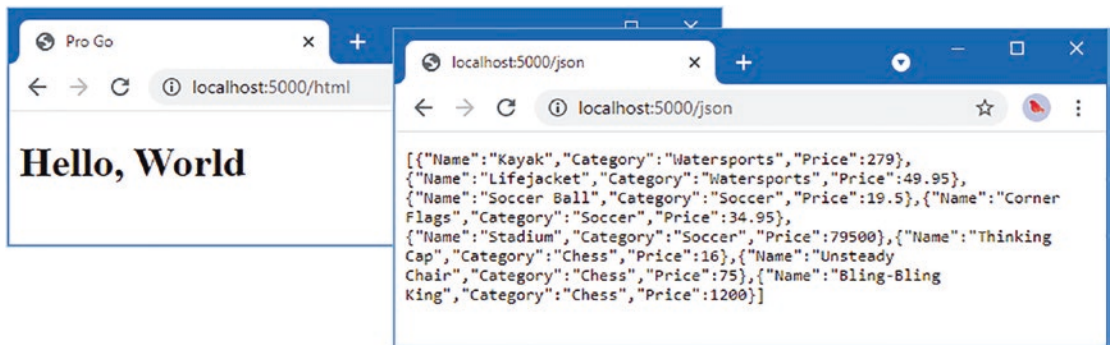 Pro Go
localhost:5000/html
Hello, World
localhost:5000/json
localhost:5000/json
[{"Name":"Kayak","Category":"Watersports","Price":279},
{"Name":"Lifejacket","Category":"Watersports","Price":49.95},
{"Name":"Soccer Ball","Category":"Soccer","Price":19.5},{"Name":"Corner
Flags","Category":"Soccer","Price":34.95},
{"Name":"Stadium","Category":"Soccer","Price":79500},{"Name":"Thinking
Cap","Category":"Chess","Price":16},{"Name":"Unsteady
Chair","Category":"Chess","Price":75},{"Name":"Bling-Bling
King","Category":"Chess","Price":1200}]